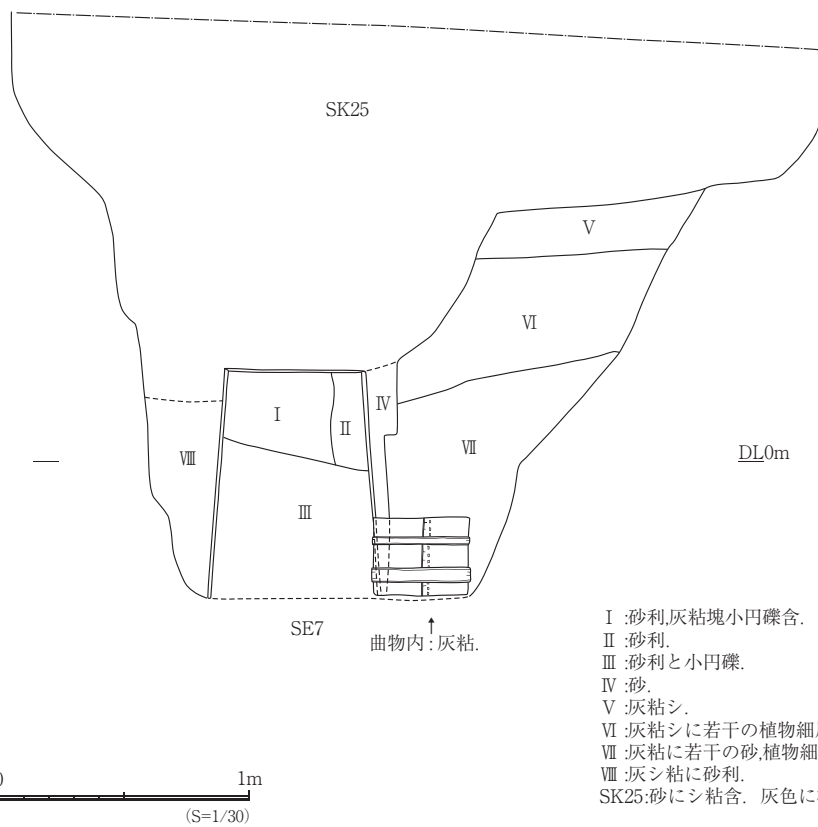 SK25
Ⅴ
Ⅵ
Ⅳ
Ⅰ
Ⅱ
Ⅶ
Ⅷ
DL0m
Ⅲ
SE7
曲物内:灰粘.
Ⅰ:砂利,灰粘塊小円礫含.
Ⅱ:砂利.
Ⅲ:砂利と小円礫.
Ⅳ:砂.
Ⅴ:灰粘シ.
Ⅵ:灰粘シに若干の植物細
Ⅶ:灰粘に若干の砂,植物細
Ⅷ:灰シ粘に砂利.
SK25:砂にシ粘含. 灰色に
0 1m
(S=1/30)